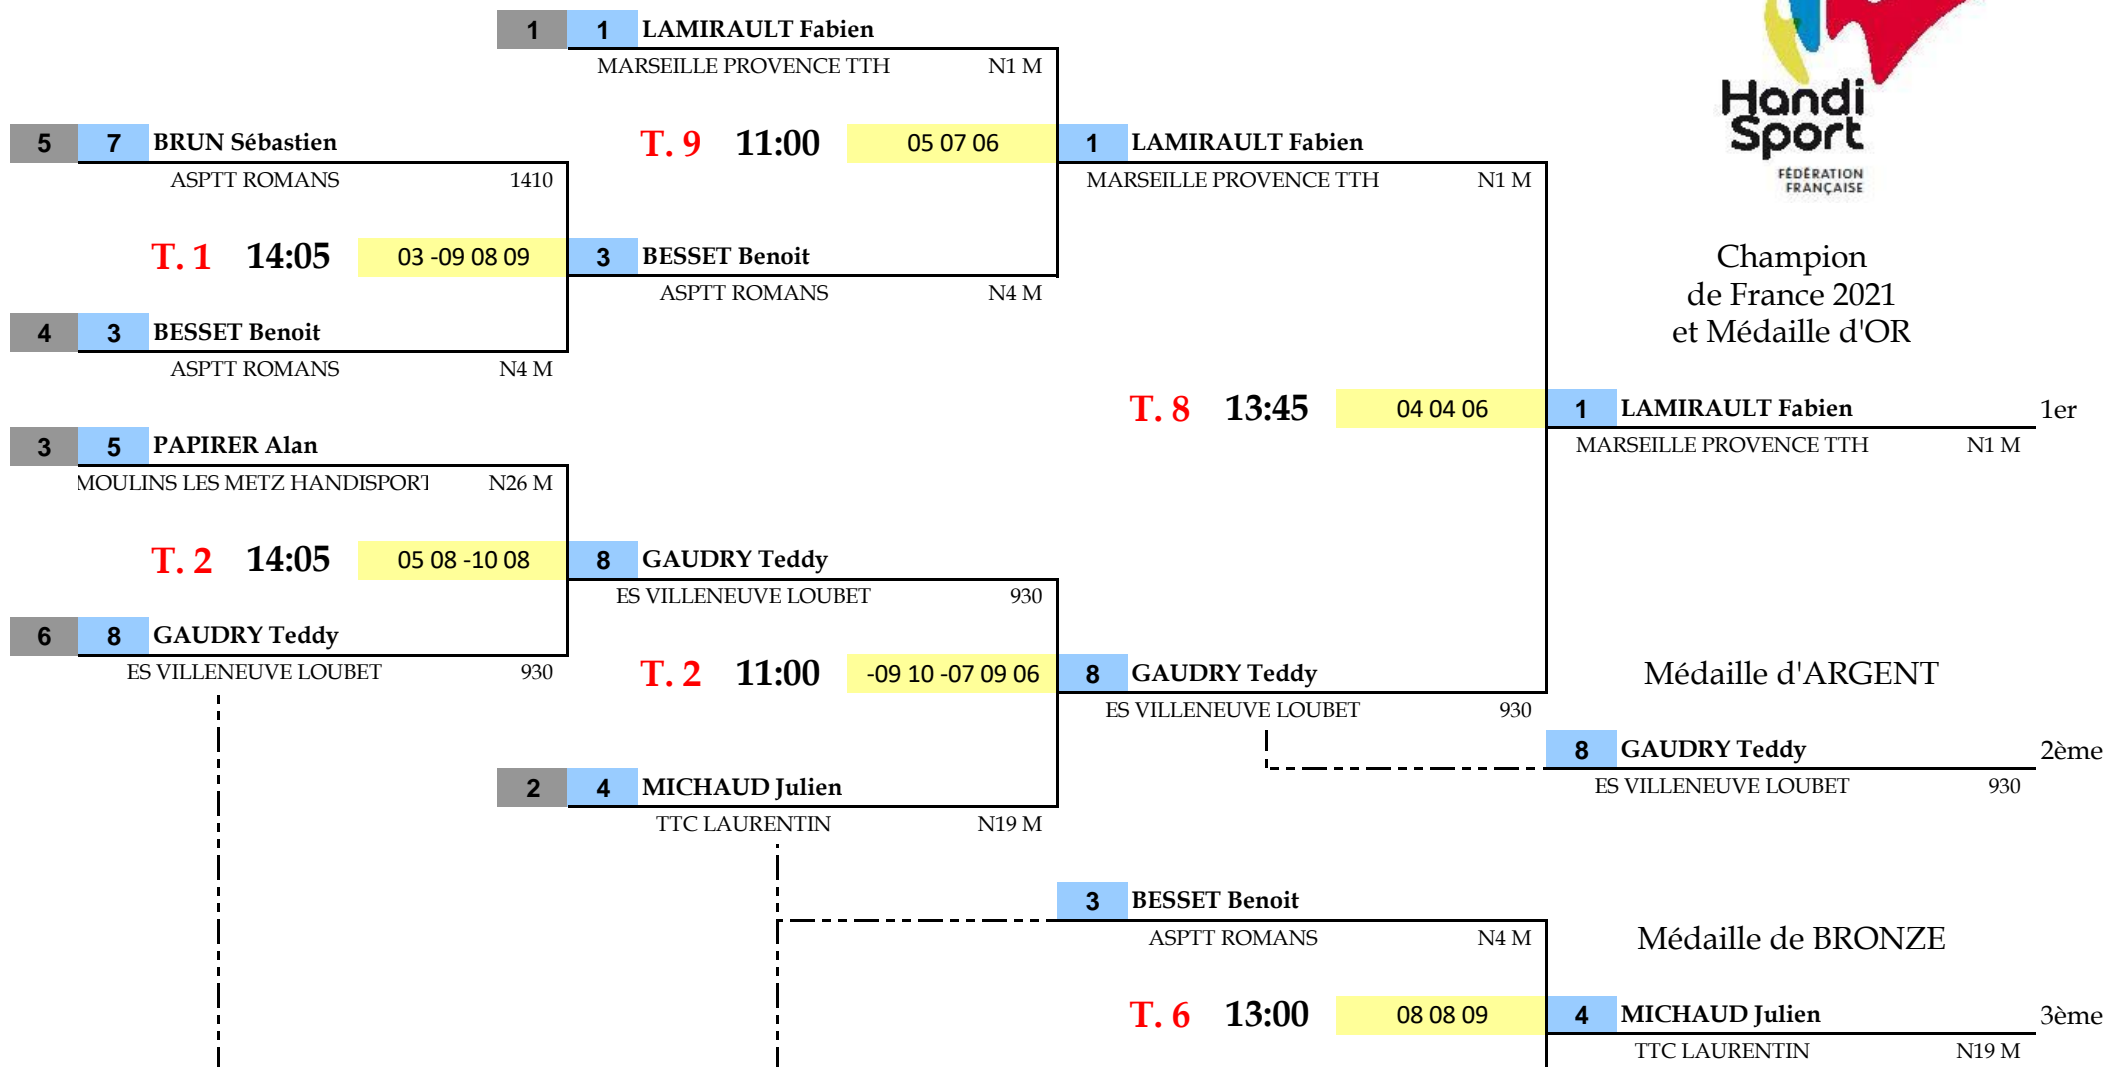 1 1 LAMIRAULT Fabien
MARSEILLE PROVENCE TTH N1 M
Handi
Sport
FÉDÉRATION
FRANÇAISE
5 7 BRUN Sébastien
ASPTT ROMANS 1410
T. 9 11:00 05 07 06
1 LAMIRAULT Fabien
MARSEILLE PROVENCE TTH N1 M
T. 1 14:05 03 -09 08 09
3 BESSET Benoit
ASPTT ROMANS N4 M
Champion
de France 2021
et Médaille d'OR
4 3 BESSET Benoit
ASPTT ROMANS N4 M
T. 8 13:45 04 04 06
1 LAMIRAULT Fabien 1er
MARSEILLE PROVENCE TTH N1 M
3 5 PAPIRER Alan
MOULINS LES METZ HANDISPORT N26 M
T. 2 14:05 05 08 -10 08
8 GAUDRY Teddy
ES VILLENEUVE LOUBET 930
6 8 GAUDRY Teddy
ES VILLENEUVE LOUBET 930
T. 2 11:00 -09 10 -07 09 06
8 GAUDRY Teddy
ES VILLENEUVE LOUBET 930
Médaille d'ARGENT
8 GAUDRY Teddy 2ème
ES VILLENEUVE LOUBET 930
2 4 MICHAUD Julien
TTC LAURENTIN N19 M
3 BESSET Benoit
ASPTT ROMANS N4 M
Médaille de BRONZE
T. 6 13:00 08 08 09
4 MICHAUD Julien 3ème
TTC LAURENTIN N19 M